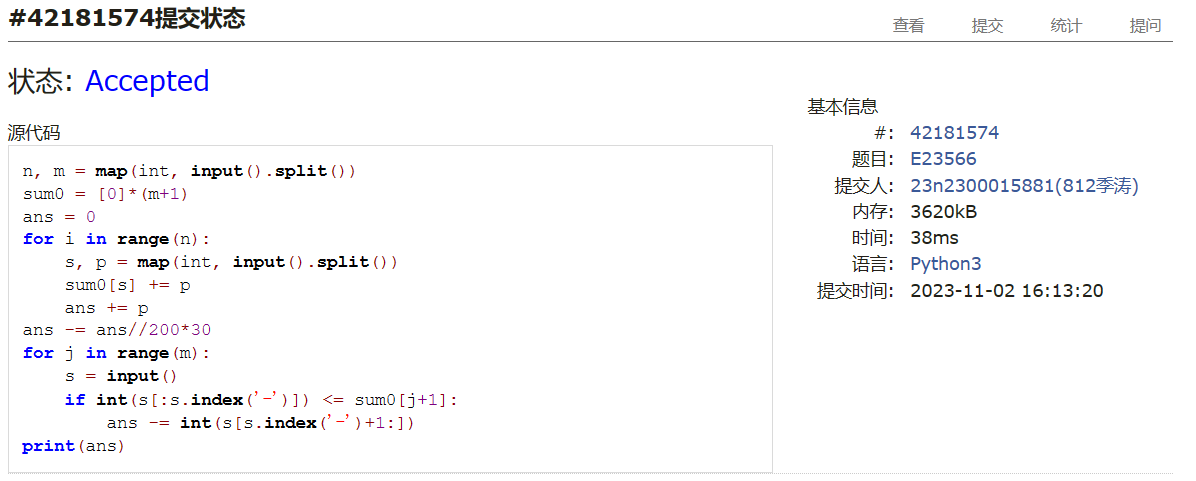 #42181574提交状态
查看 提交 统计 提问
状态: Accepted
源代码
n, m = map(int, input().split())
sum0 = [0]*(m+1)
ans = 0
for i in range(n):
    s, p = map(int, input().split())
    sum0[s] += p
    ans += p
ans -= ans//200*30
for j in range(m):
    s = input()
    if int(s[:s.index('-')]) <= sum0[j+1]:
        ans -= int(s[s.index('-')+1:])
print(ans)
基本信息
#: 42181574
题目: E23566
提交人: 23n2300015881(812季涛)
内存: 3620kB
时间: 38ms
语言: Python3
提交时间: 2023-11-02 16:13:20